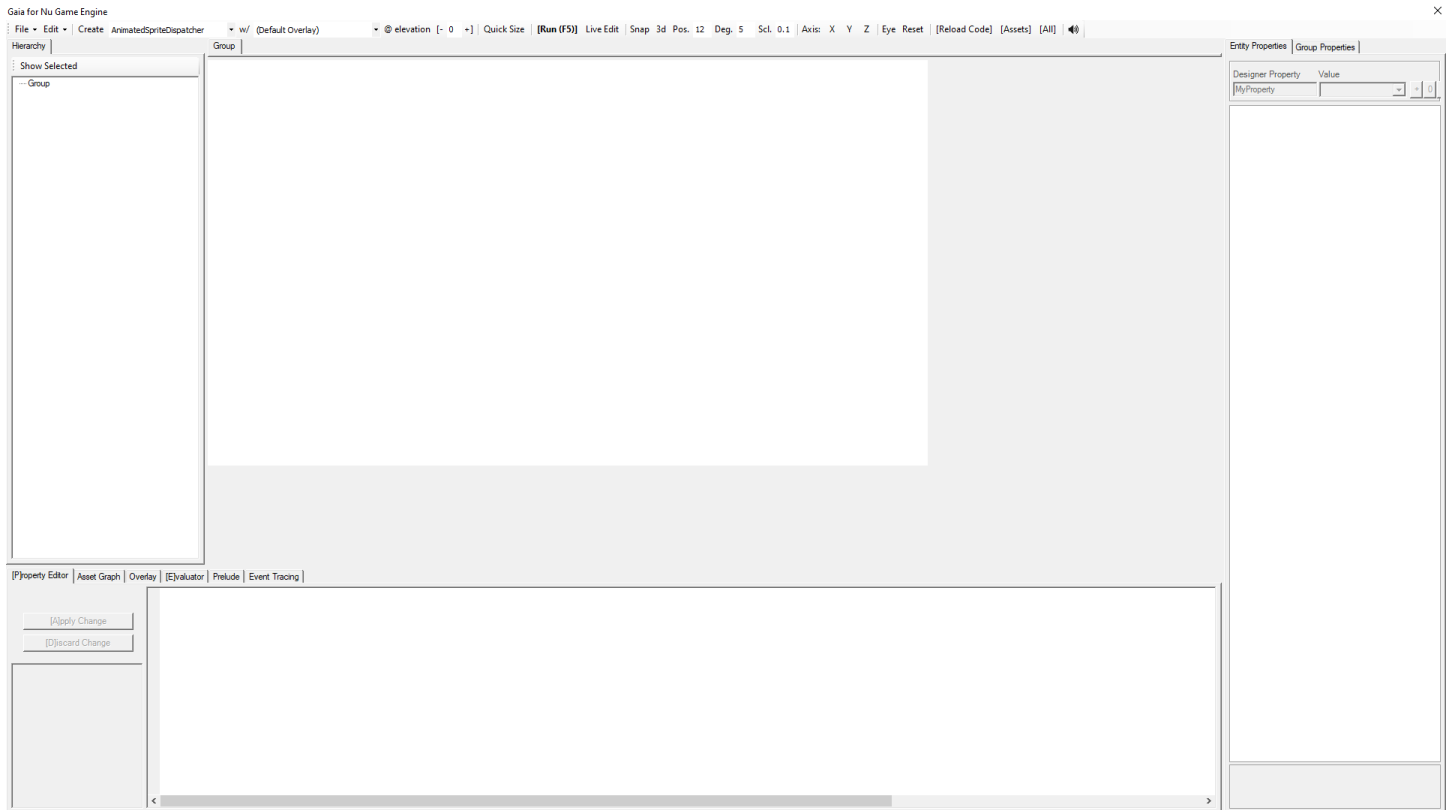 Gaia for Nu Game Engine
File Edit Create AnimatedSpriteDispatcher w/ (Default Overlay) @ elevation [- 0 +] Quick Size [Run (F5)] Live Edit Snap 3d Pos. 12 Deg. 5 Scl. 0.1 Axis: X Y Z Eye Reset [Reload Code] [Assets] [All]
Hierarchy Group Entity Properties Group Properties
Show Selected
Group
Designer Property Value
MyProperty + 0
[P]roperty Editor Asset Graph Overlay [E]valuator Prelude Event Tracing
[A]pply Change
[D]iscard Change